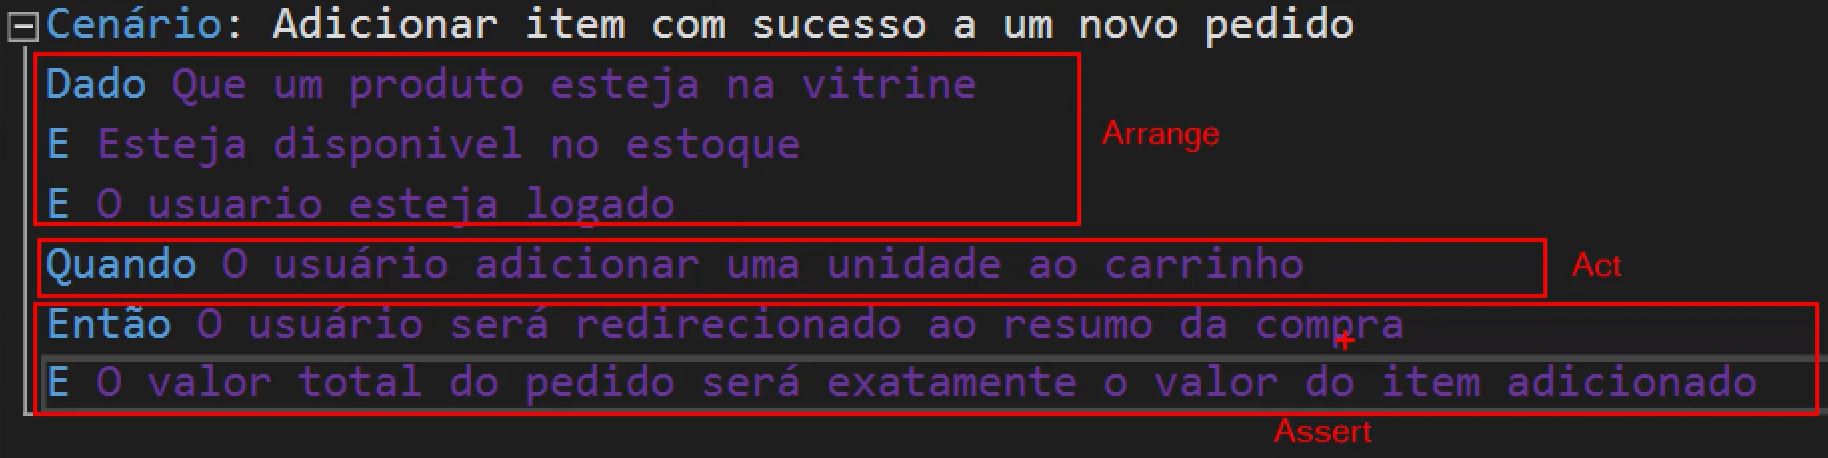 Cenário: Adicionar item com sucesso a um novo pedido
Dado Que um produto esteja na vitrine
E Esteja disponivel no estoque
Arrange
E O usuario esteja logado
Quando O usuário adicionar uma unidade ao carrinho
Act
Então O usuário será redirecionado ao resumo da compra
E O valor total do pedido será exatamente o valor do item adicionado
Assert